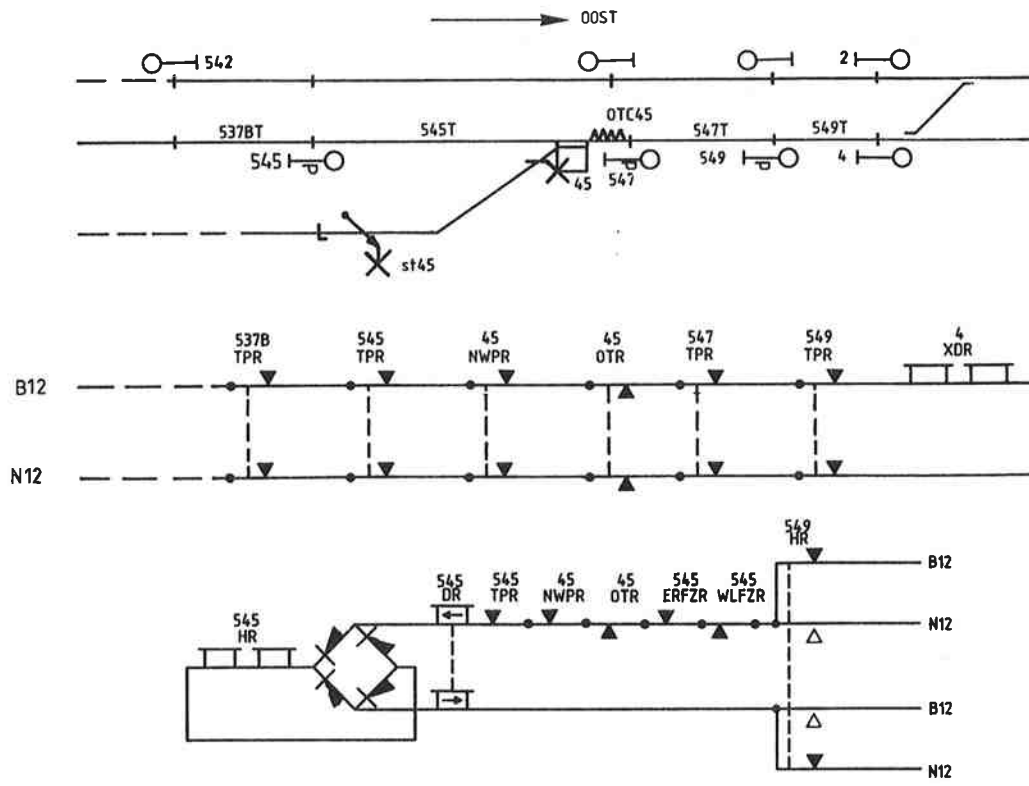 OOST
542
2
OTC45
537BT
545T
547T
549T
545
45
547
549
4
L
st45
537B
TPR
545
TPR
45
NWPR
45
OTR
547
TPR
549
TPR
4
XDR
B12
N12
549
HR
B12
545
DR
545
TPR
45
NWPR
45
OTR
545
ERFZR
545
WLFZR
N12
545
HR
B12
N12